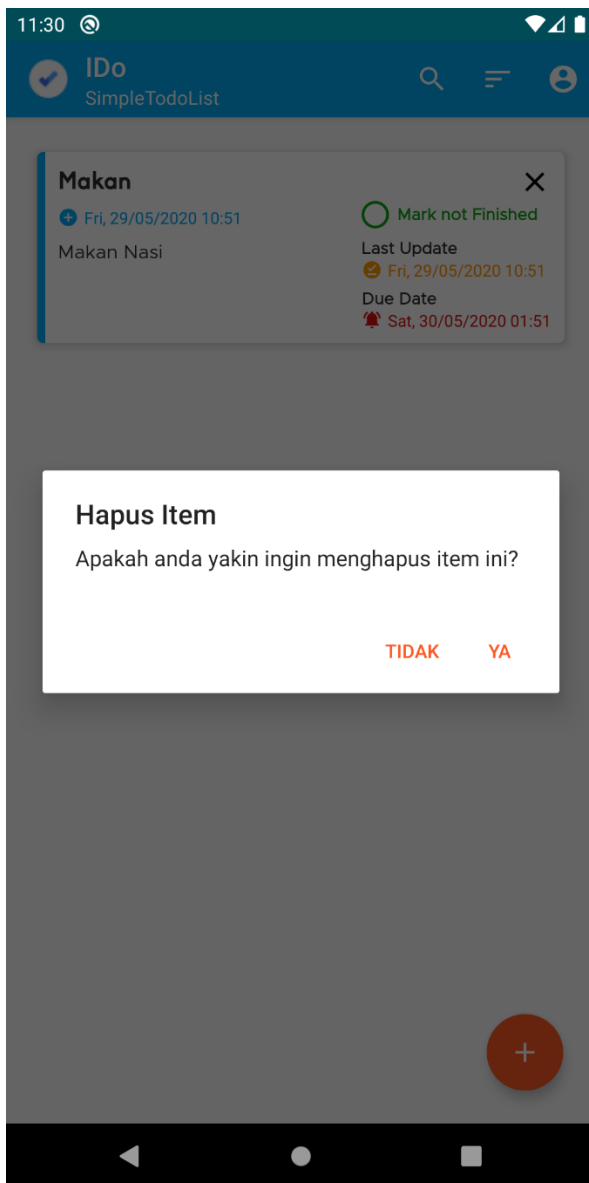 11:30
IDo
SimpleTodoList
Makan
Fri, 29/05/2020 10:51
Makan Nasi
Mark not Finished
Last Update
Fri, 29/05/2020 10:51
Due Date
Sat, 30/05/2020 01:51
Hapus Item
Apakah anda yakin ingin menghapus item ini?
TIDAK YA